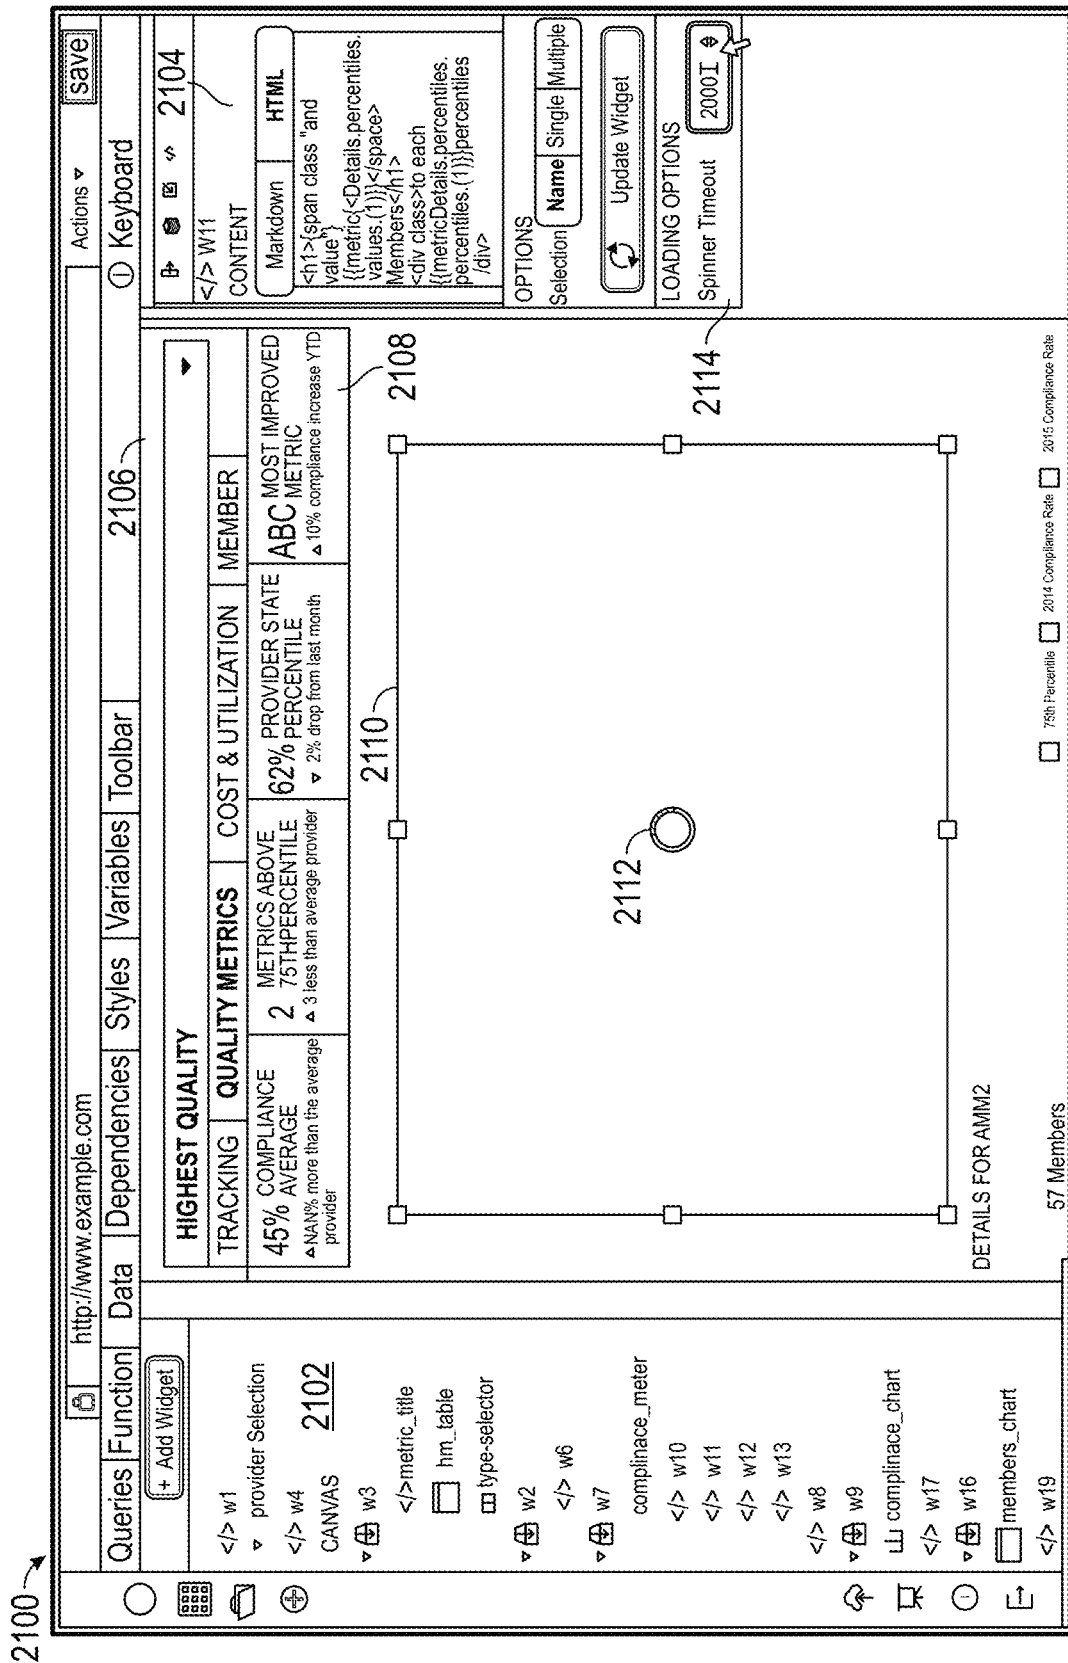 2100
http://www.example.com
Actions
save
Queries
Function
Data
Dependencies
Styles
Variables
Toolbar
Keyboard
+ Add Widget
</> w1
provider Selection
</> w4
2102
CANVAS
w3
</>metric_title
hm_table
type-selector
w2
</> w6
w7
complinace_meter
</> w10
</> w11
</> w12
</> w13
</> w8
w9
complinace_chart
</> w17
w16
members_chart
</> w19
2106
HIGHEST QUALITY
TRACKING
QUALITY METRICS
COST & UTILIZATION
MEMBER
45% COMPLIANCE
AVERAGE
NAN% more than the average
provider
2 METRICS ABOVE
75THPERCENTILE
3 less than average provider
62% PROVIDER STATE
PERCENTILE
2% drop from last month
ABC MOST IMPROVED
METRIC
10% compliance increase YTD
2108
2110
2112
DETAILS FOR AMM2
57 Members
75th Percentile
2014 Compliance Rate
2015 Compliance Rate
</>
2104
</> W11
CONTENT
Markdown
HTML
<h1>{span class "and
value"}
{{metric{<Details.percentiles.
values.(1)}}</space>
Members</h1>
<div class>to each
{{metricDetails.percentiles.
percentiles.(1)}}percentiles
/div>
OPTIONS
Selection
Name
Single
Multiple
Update Widget
LOADING OPTIONS
Spinner Timeout
2000I
2114